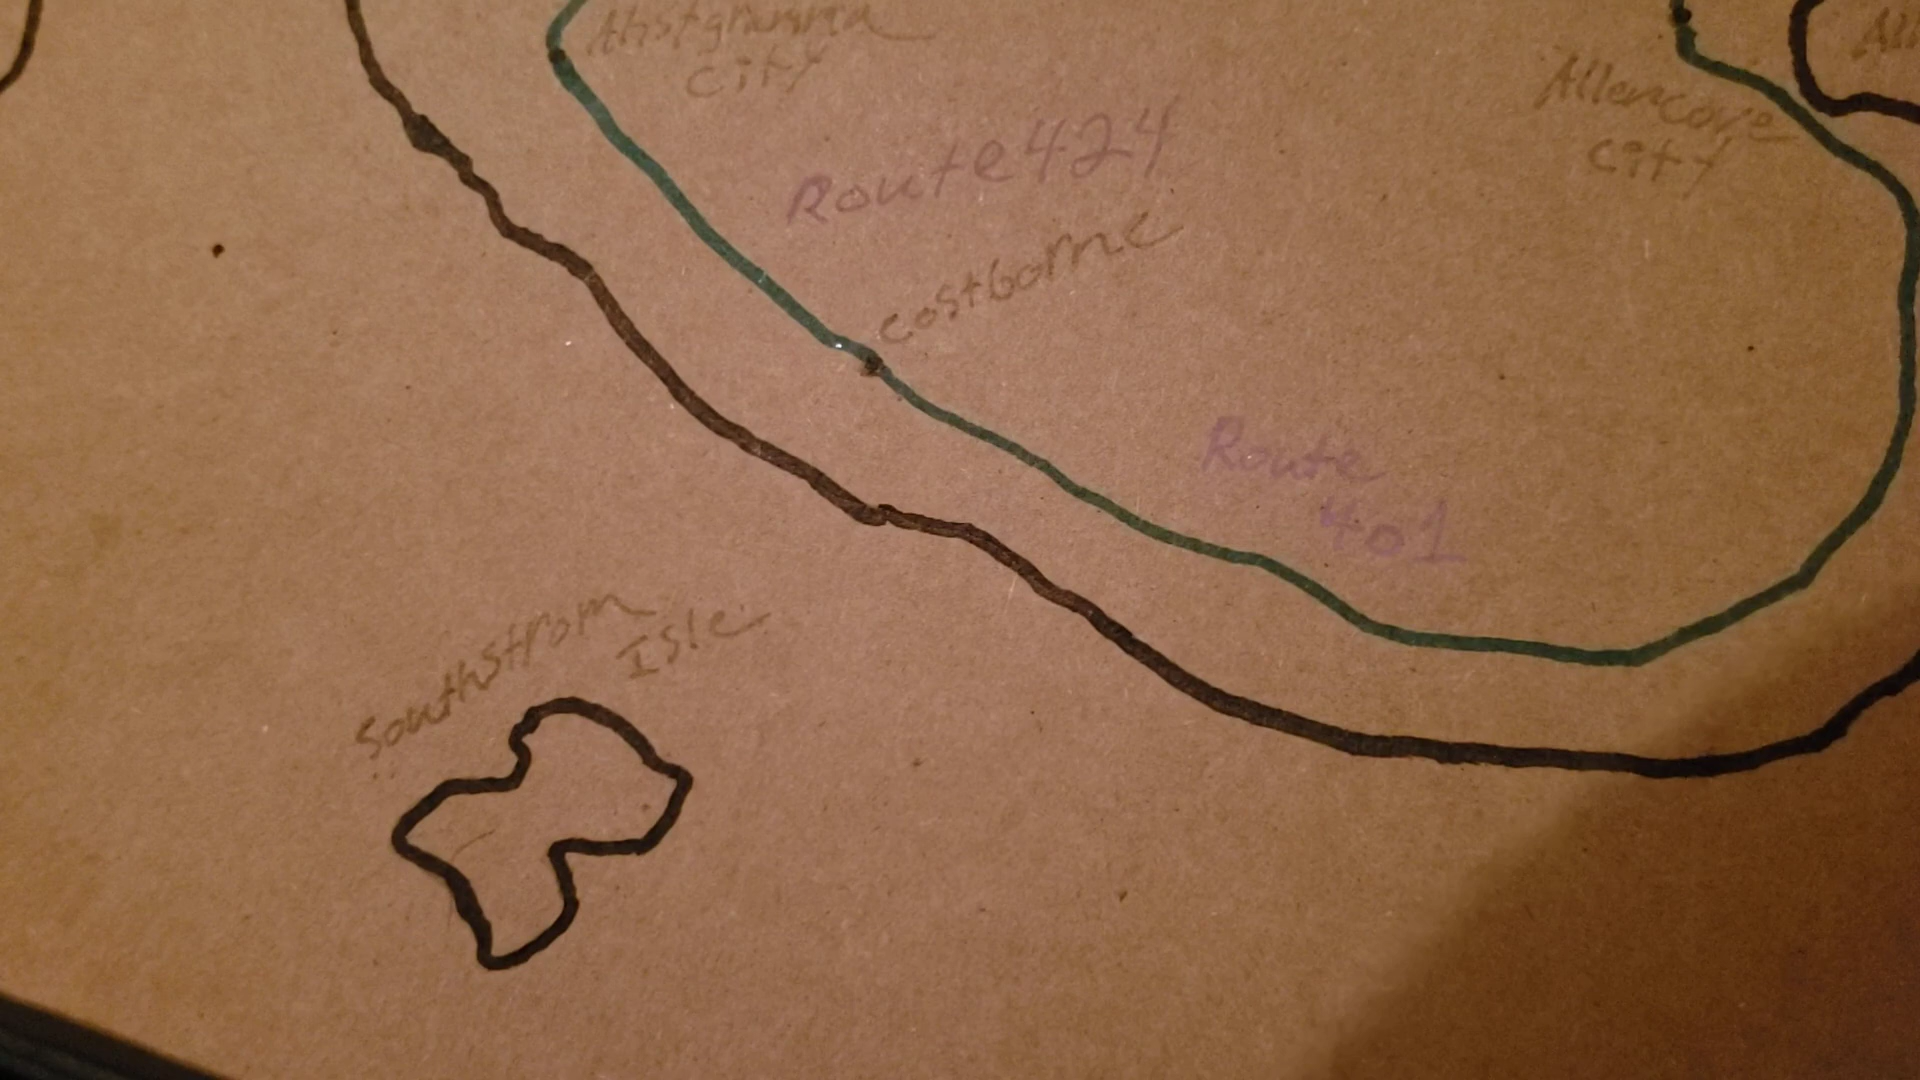 City
Allencove
City
Route 424
Costborne
Route
401
Southstrom
Isle